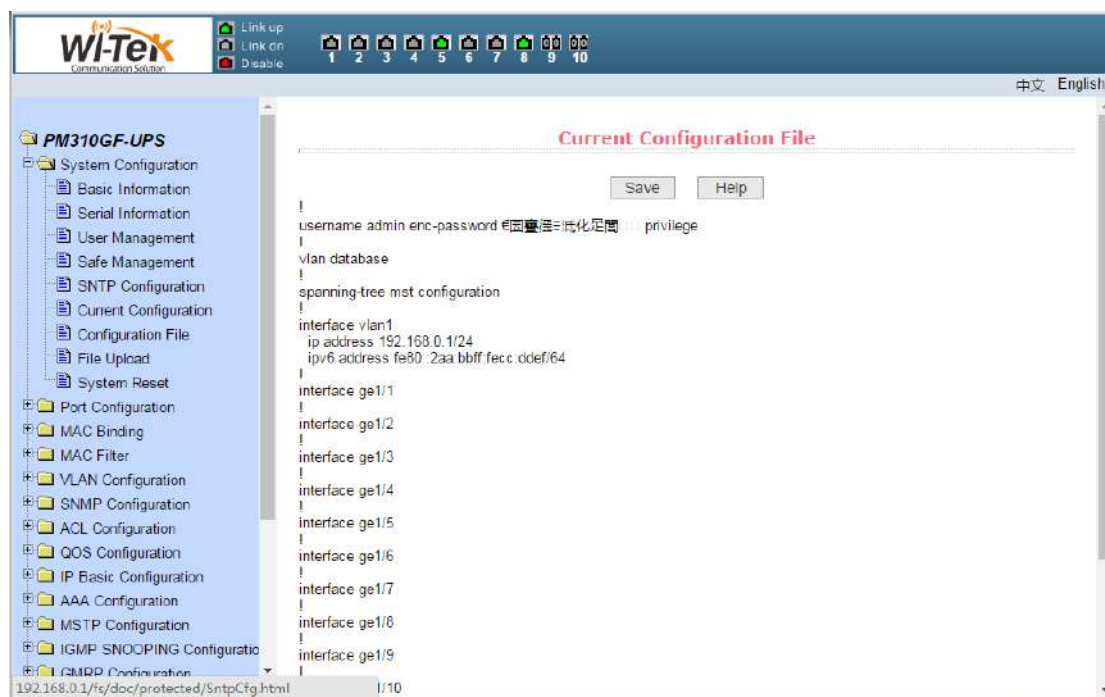 WI-Tek
Communication Solution
Link up
Link dn
Disable
1 2 3 4 5 6 7 8 9 10
中文 English
PM310GF-UPS
System Configuration
Basic Information
Serial Information
User Management
Safe Management
SNTP Configuration
Current Configuration
Configuration File
File Upload
System Reset
Port Configuration
MAC Binding
MAC Filter
VLAN Configuration
SNMP Configuration
ACL Configuration
QOS Configuration
IP Basic Configuration
AAA Configuration
MSTP Configuration
IGMP SNOOPING Configuratio
GMRP Configuration
192.168.0.1/fs/doc/protected/SntpCfg.html
Current Configuration File
Save Help
!
username admin enc-password privilege
!
vlan database
!
spanning-tree mst configuration
!
interface vlan1
ip address 192.168.0.1/24
ipv6 address fe80::2aa:bbff:fecc:ddef/64
!
interface ge1/1
!
interface ge1/2
!
interface ge1/3
!
interface ge1/4
!
interface ge1/5
!
interface ge1/6
!
interface ge1/7
!
interface ge1/8
!
interface ge1/9
!
1/10